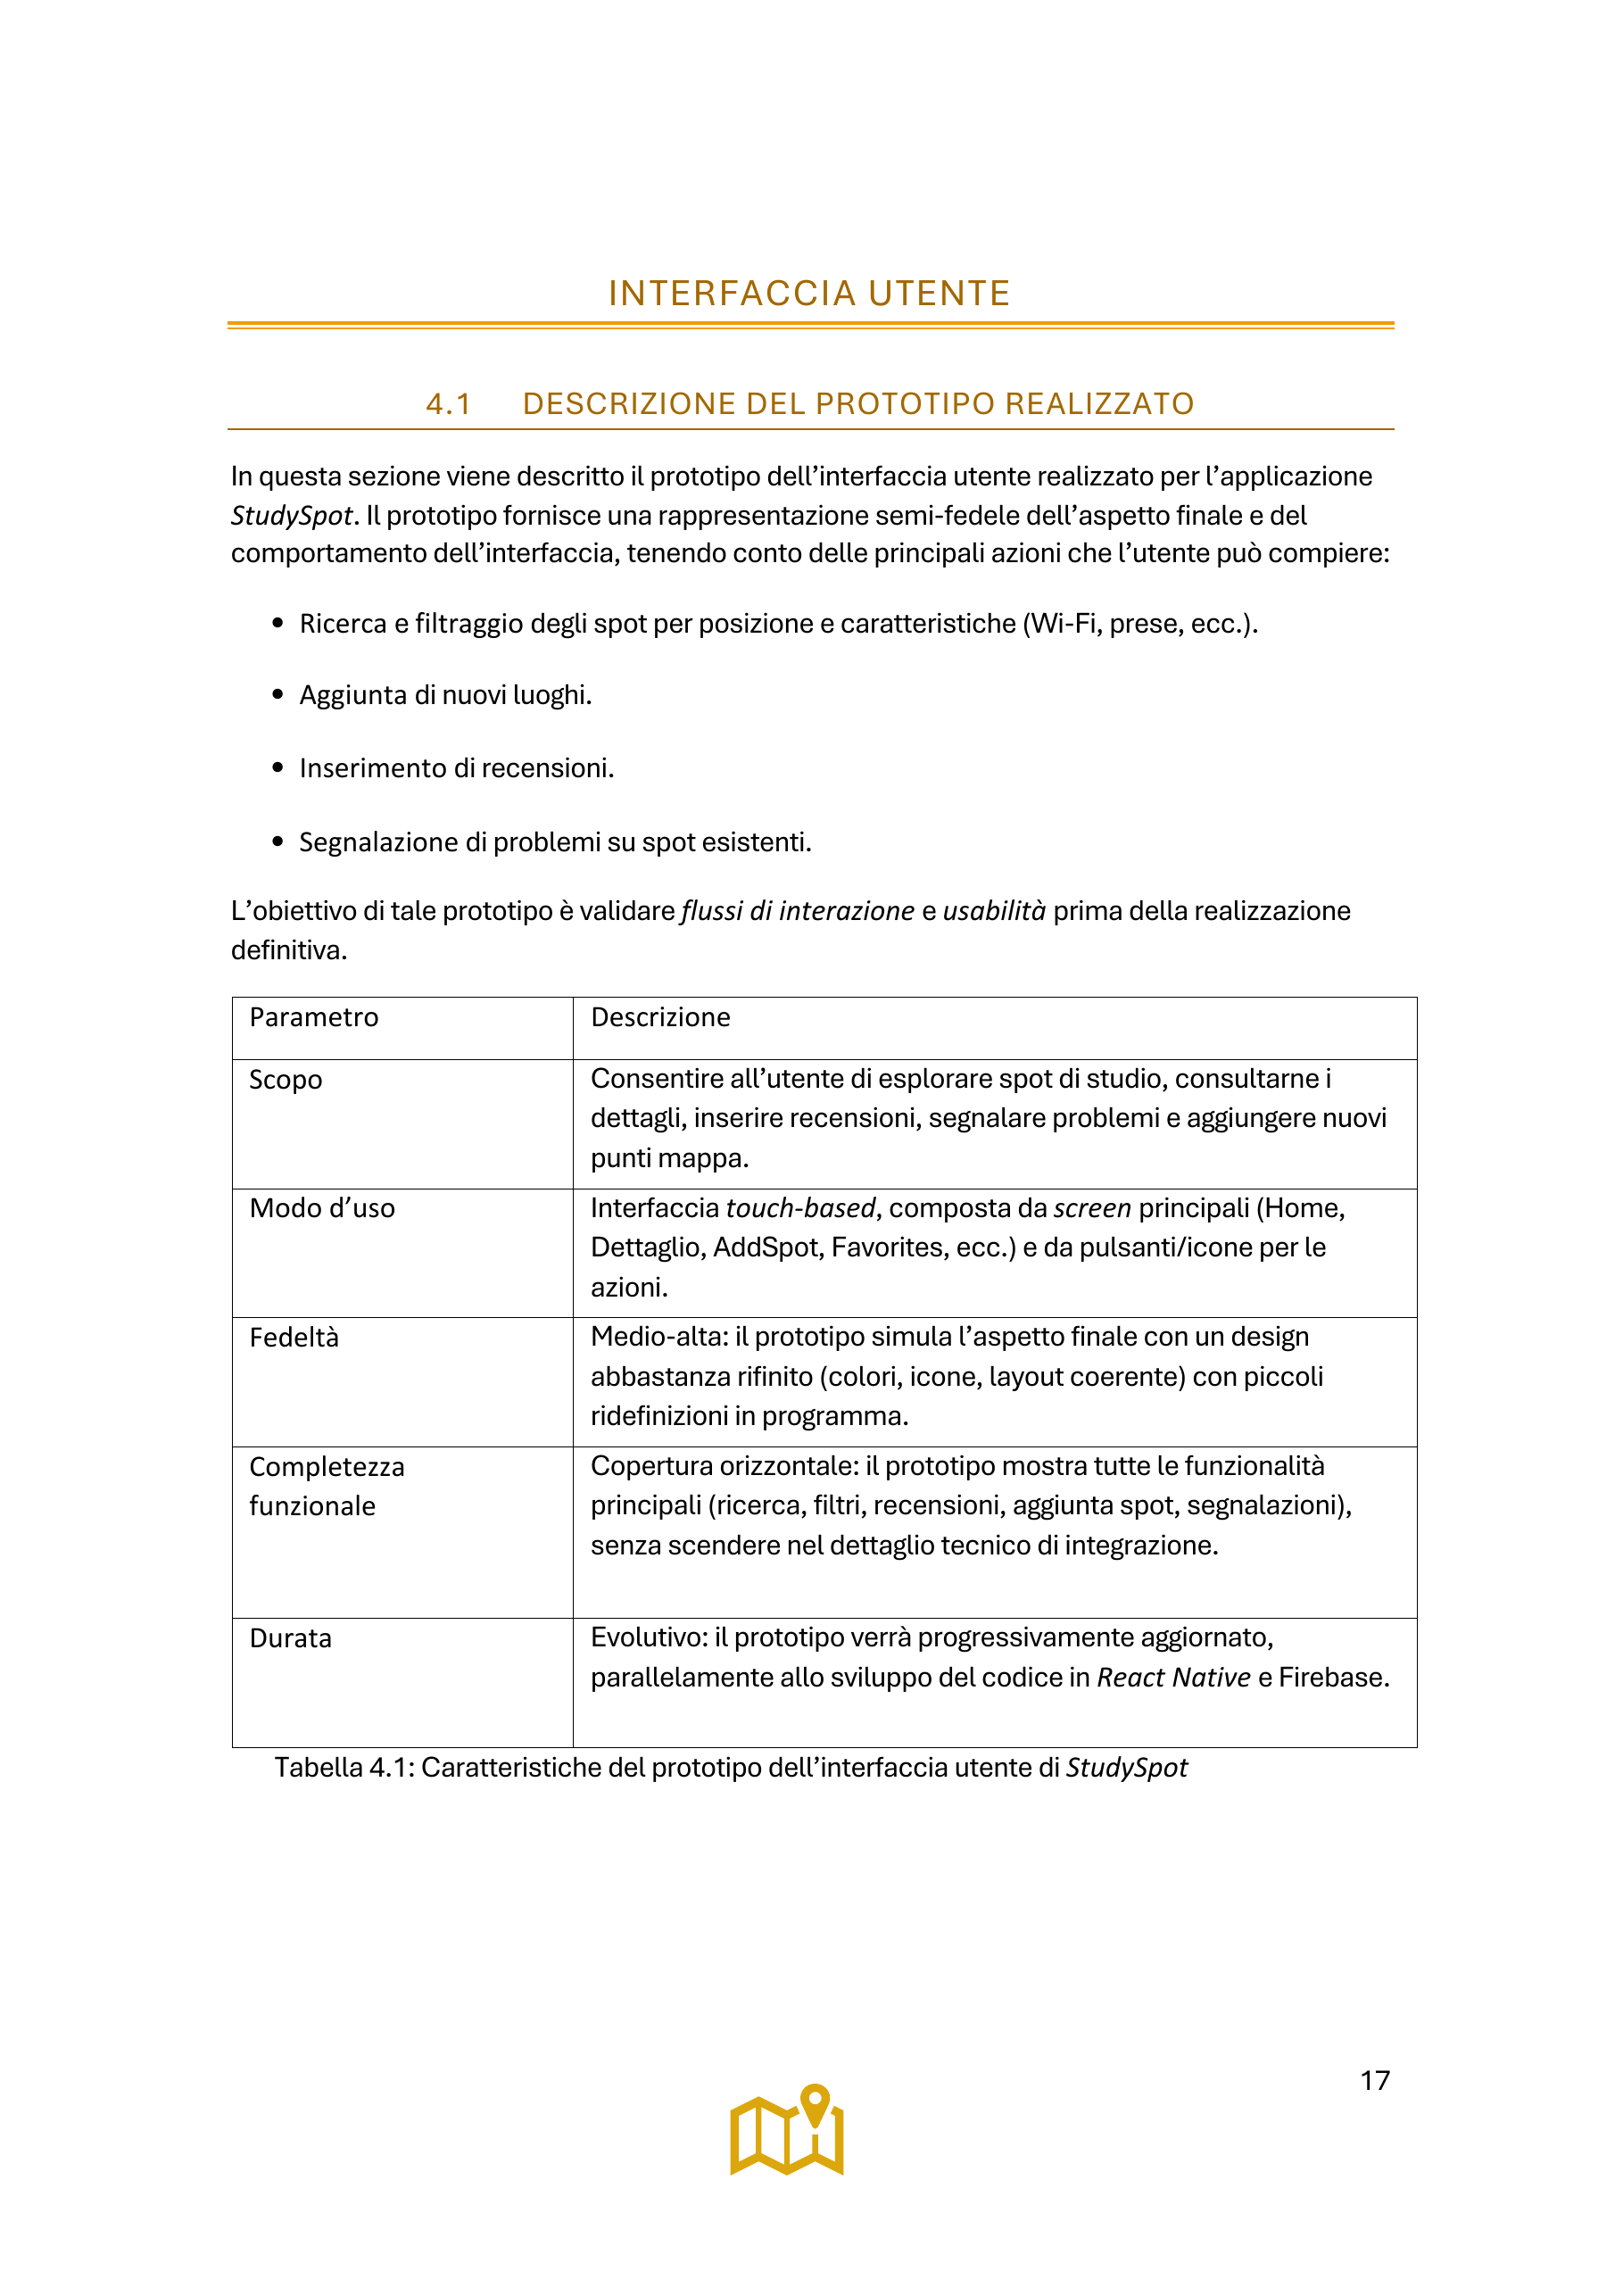 INTERFACCIA UTENTE
4.1 DESCRIZIONE DEL PROTOTIPO REALIZZATO
In questa sezione viene descritto il prototipo dell’interfaccia utente realizzato per l’applicazione
StudySpot. Il prototipo fornisce una rappresentazione semi-fedele dell’aspetto finale e del
comportamento dell’interfaccia, tenendo conto delle principali azioni che l’utente può compiere:
• Ricerca e filtraggio degli spot per posizione e caratteristiche (Wi-Fi, prese, ecc.).
• Aggiunta di nuovi luoghi.
• Inserimento di recensioni.
• Segnalazione di problemi su spot esistenti.
L’obiettivo di tale prototipo è validare flussi di interazione e usabilità prima della realizzazione
definitiva.
Parametro Descrizione
Scopo Consentire all’utente di esplorare spot di studio, consultarne i
dettagli, inserire recensioni, segnalare problemi e aggiungere nuovi
punti mappa.
Modo d’uso Interfaccia touch-based, composta da screen principali (Home,
Dettaglio, AddSpot, Favorites, ecc.) e da pulsanti/icone per le
azioni.
Fedeltà Medio-alta: il prototipo simula l’aspetto finale con un design
abbastanza rifinito (colori, icone, layout coerente) con piccoli
ridefinizioni in programma.
Completezza Copertura orizzontale: il prototipo mostra tutte le funzionalità
funzionale principali (ricerca, filtri, recensioni, aggiunta spot, segnalazioni),
senza scendere nel dettaglio tecnico di integrazione.
Durata Evolutivo: il prototipo verrà progressivamente aggiornato,
parallelamente allo sviluppo del codice in React Native e Firebase.
Tabella 4.1: Caratteristiche del prototipo dell’interfaccia utente di StudySpot
17